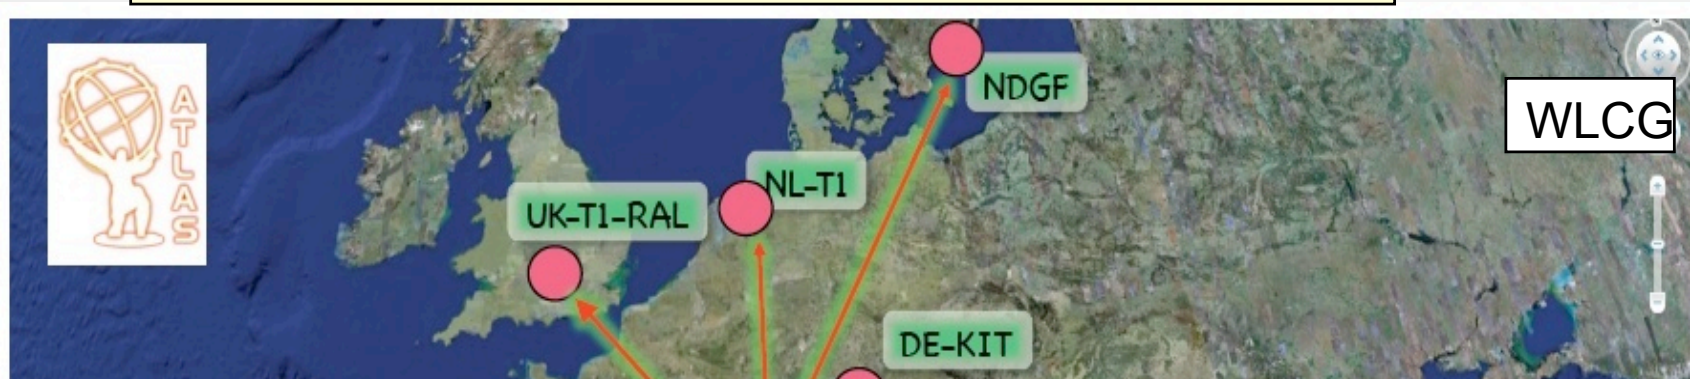 ATLAS
NDGF
WLCG
NL-T1
UK-T1-RAL
DE-KIT